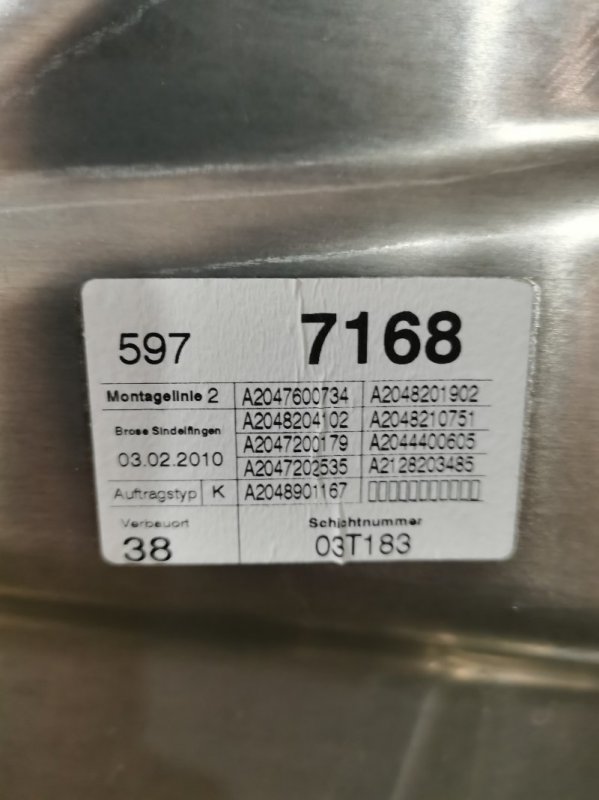 597 7168
Montagelinie 2 A2047600734 A2048201902
A2048204102 A2048210751
Brose Sindelfingen A2047200179 A2044400605
03.02.2010 A2047202535 A2128203485
Auftragstyp K A2048901167 ▯▯▯▯▯▯▯▯▯▯▯
Verbauort Schichtnummer
38 03T183